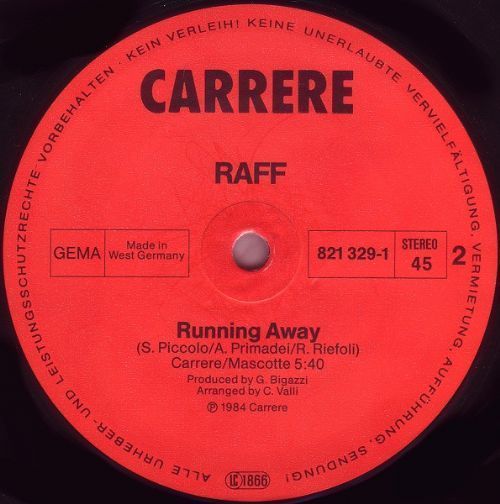 ALLE URHEBER- UND LEISTUNGSSCHUTZRECHTE VORBEHALTEN · KEIN VERLEIH! KEINE UNERLAUBTE VERVIELFÄLTIGUNG, VERMIETUNG, AUFFÜHRUNG, SENDUNG!
CARRERE
RAFF
GEMA
Made in
West Germany
821 329-1
STEREO
45
2
Running Away
(S. Piccolo/A. Primadei/R. Riefoli)
Carrere/Mascotte 5:40
Produced by G. Bigazzi
Arranged by C. Valli
℗ 1984 Carrere
LC 1866